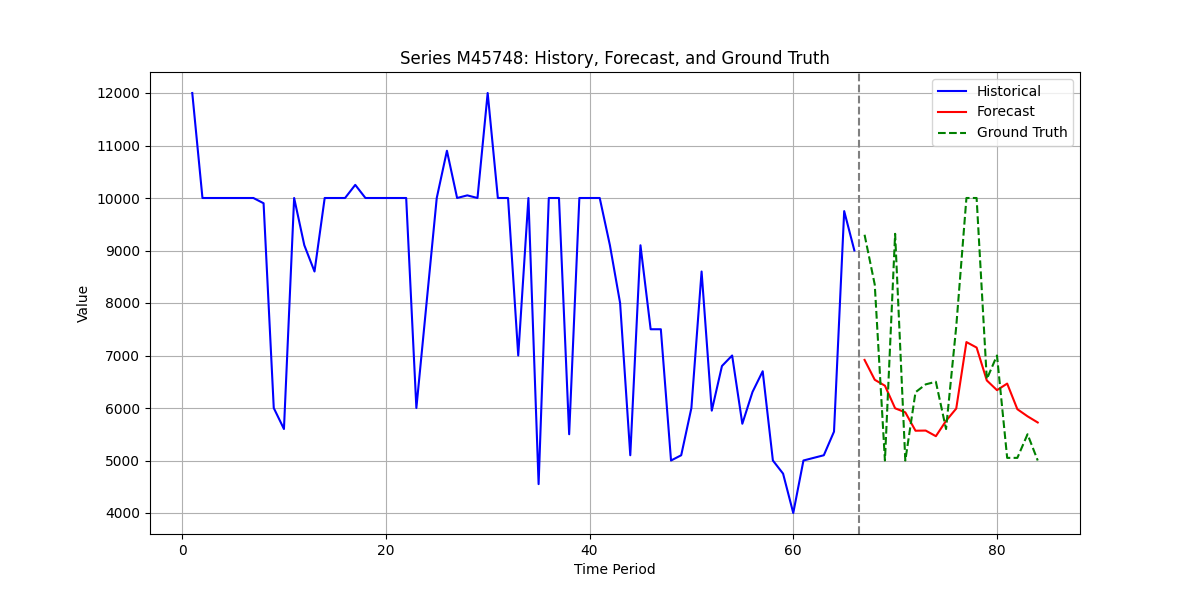 Series M45748: History, Forecast, and Ground Truth
Historical
Forecast
Ground Truth
12000
11000
10000
9000
8000
7000
6000
5000
4000
Value
0
20
40
60
80
Time Period